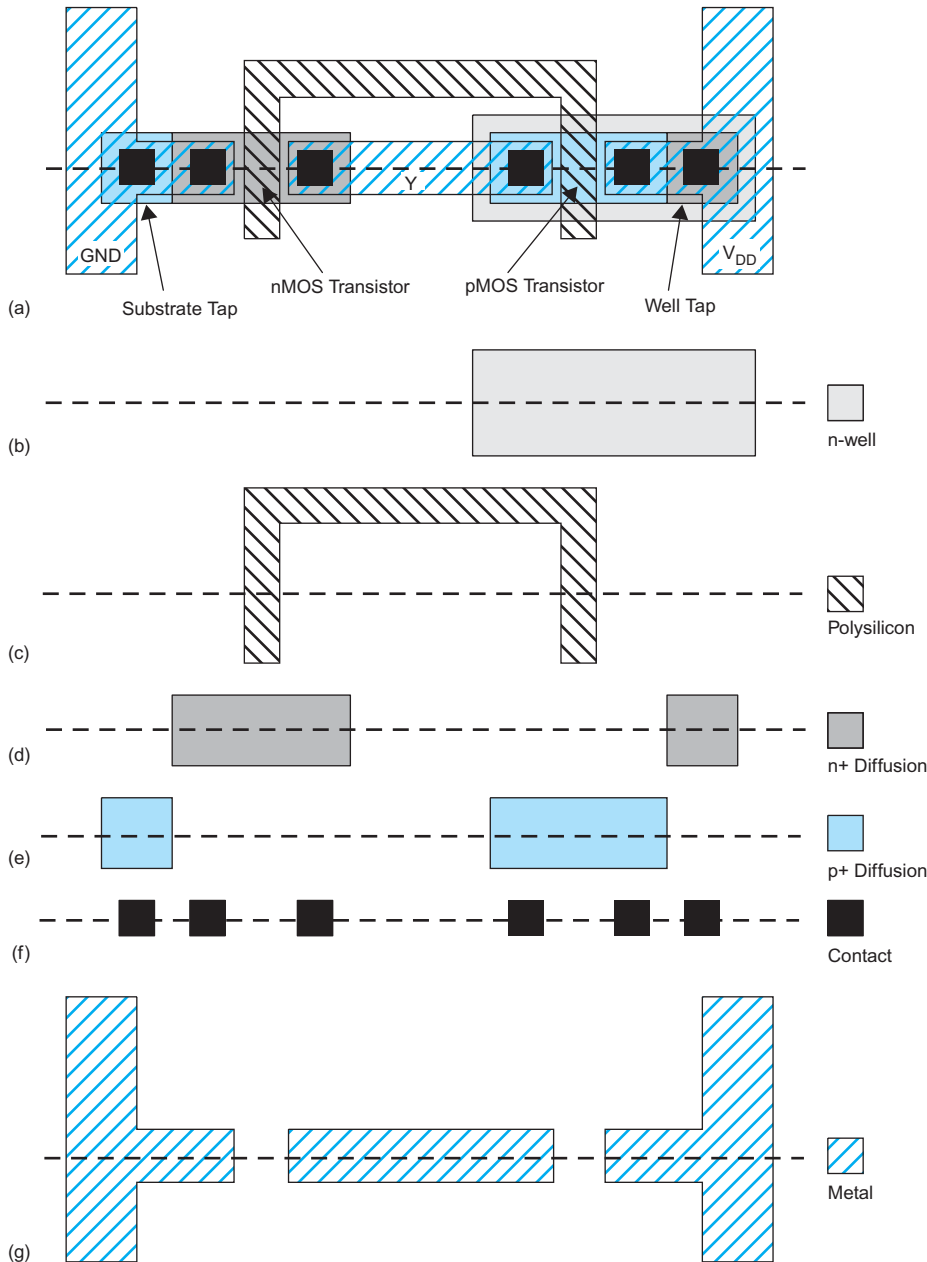 Y
GND
V_DD
nMOS Transistor
pMOS Transistor
Substrate Tap
Well Tap
(a)
(b)
n-well
(c)
Polysilicon
(d)
n+ Diffusion
(e)
p+ Diffusion
(f)
Contact
Metal
(g)